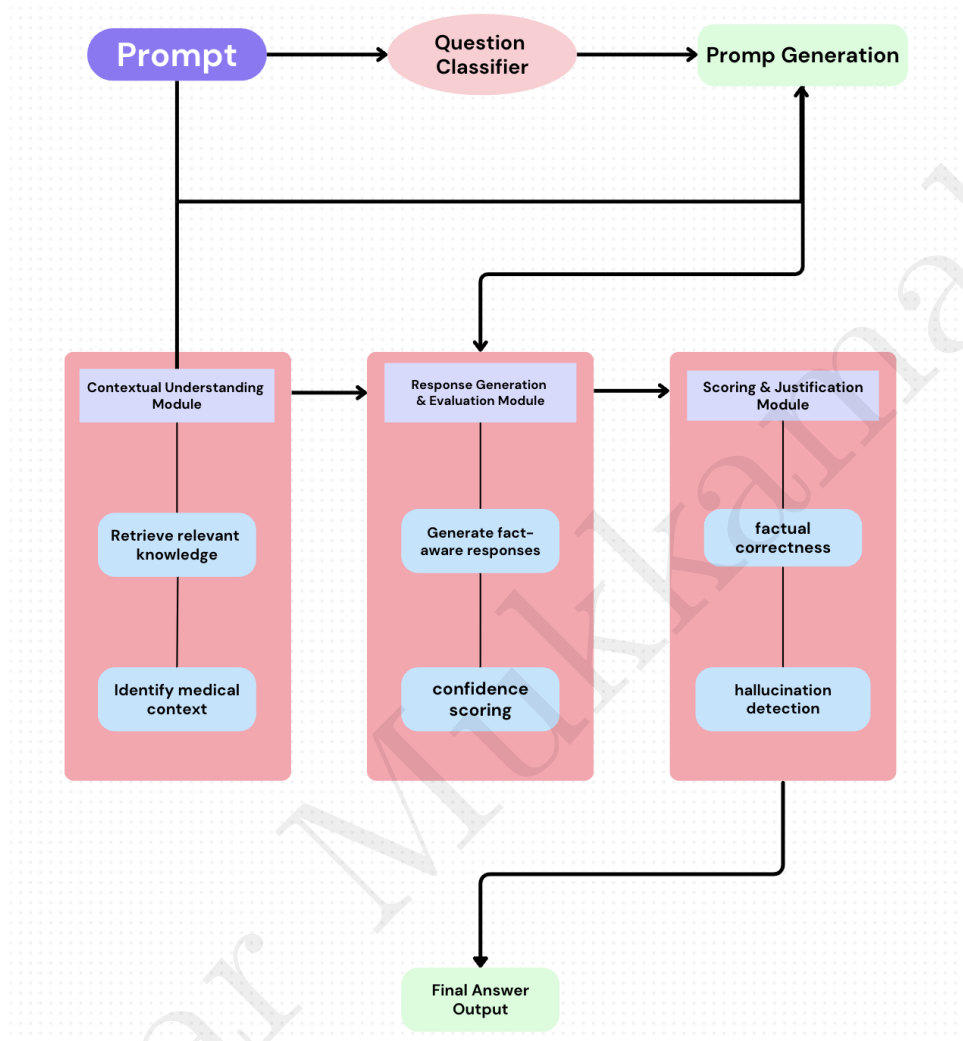 Prompt
Question
Classifier
Promp Generation
Contextual Understanding
Module
Response Generation
& Evaluation Module
Scoring & Justification
Module
Retrieve relevant
knowledge
Generate fact-
aware responses
factual
correctness
Identify medical
context
confidence
scoring
hallucination
detection
Final Answer
Output